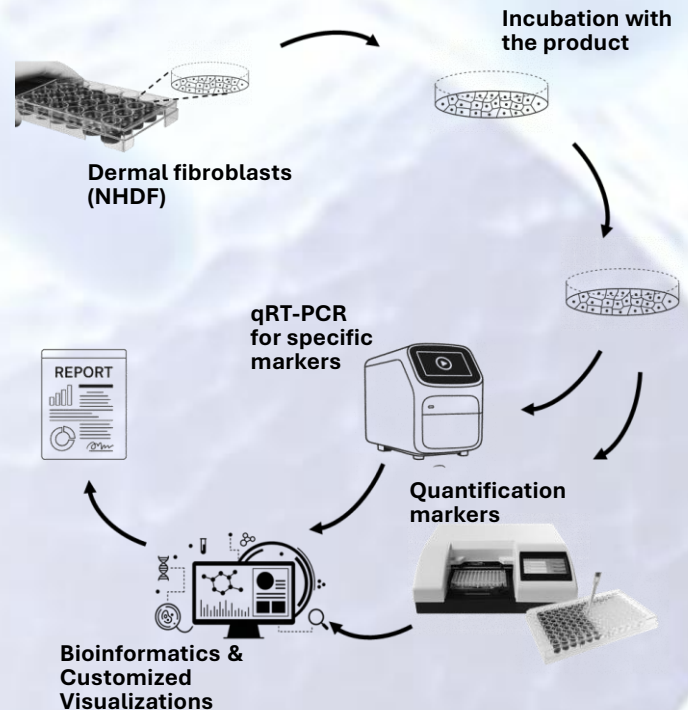 Incubation with
the product
Dermal fibroblasts
(NHDF)
qRT-PCR
for specific
markers
REPORT
Quantification
markers
Bioinformatics &
Customized
Visualizations